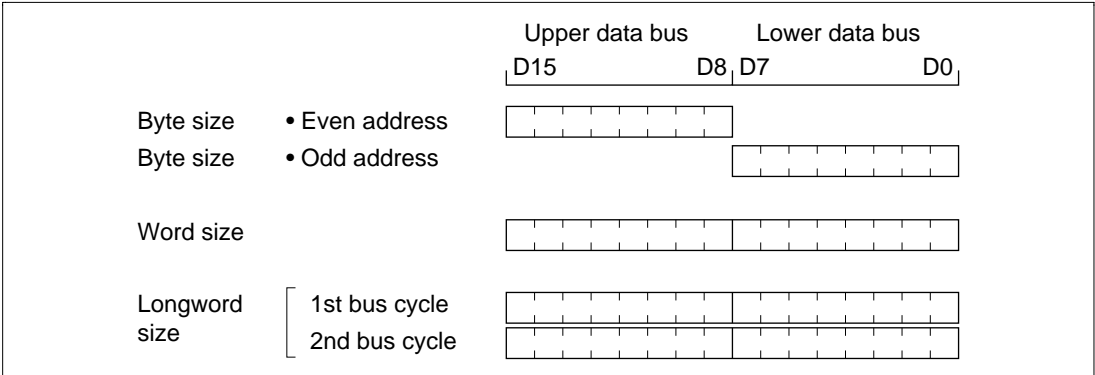 Upper data bus Lower data bus
D15 D8 D7 D0
Byte size • Even address
Byte size • Odd address
Word size
Longword size 1st bus cycle
2nd bus cycle